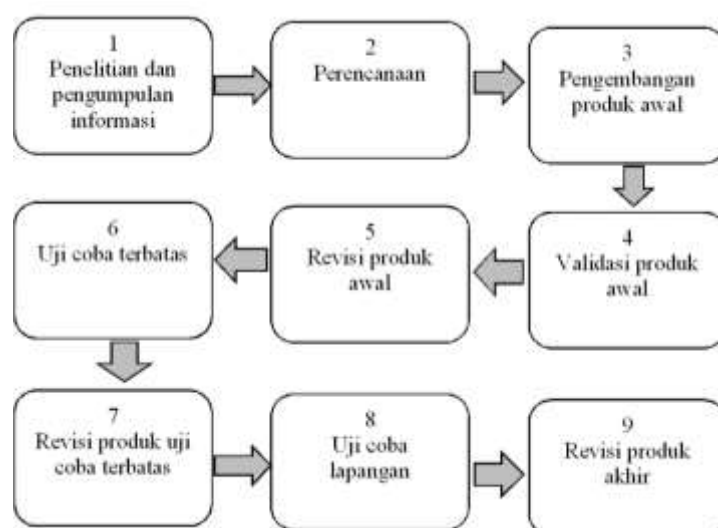 1
Penelitian dan
pengumpulan
informasi
2
Perencanaan
3
Pengembangan
produk awal
4
Validasi produk
awal
5
Revisi produk
awal
6
Uji coba terbatas
7
Revisi produk uji
coba terbatas
8
Uji coba
lapangan
9
Revisi produk
akhir